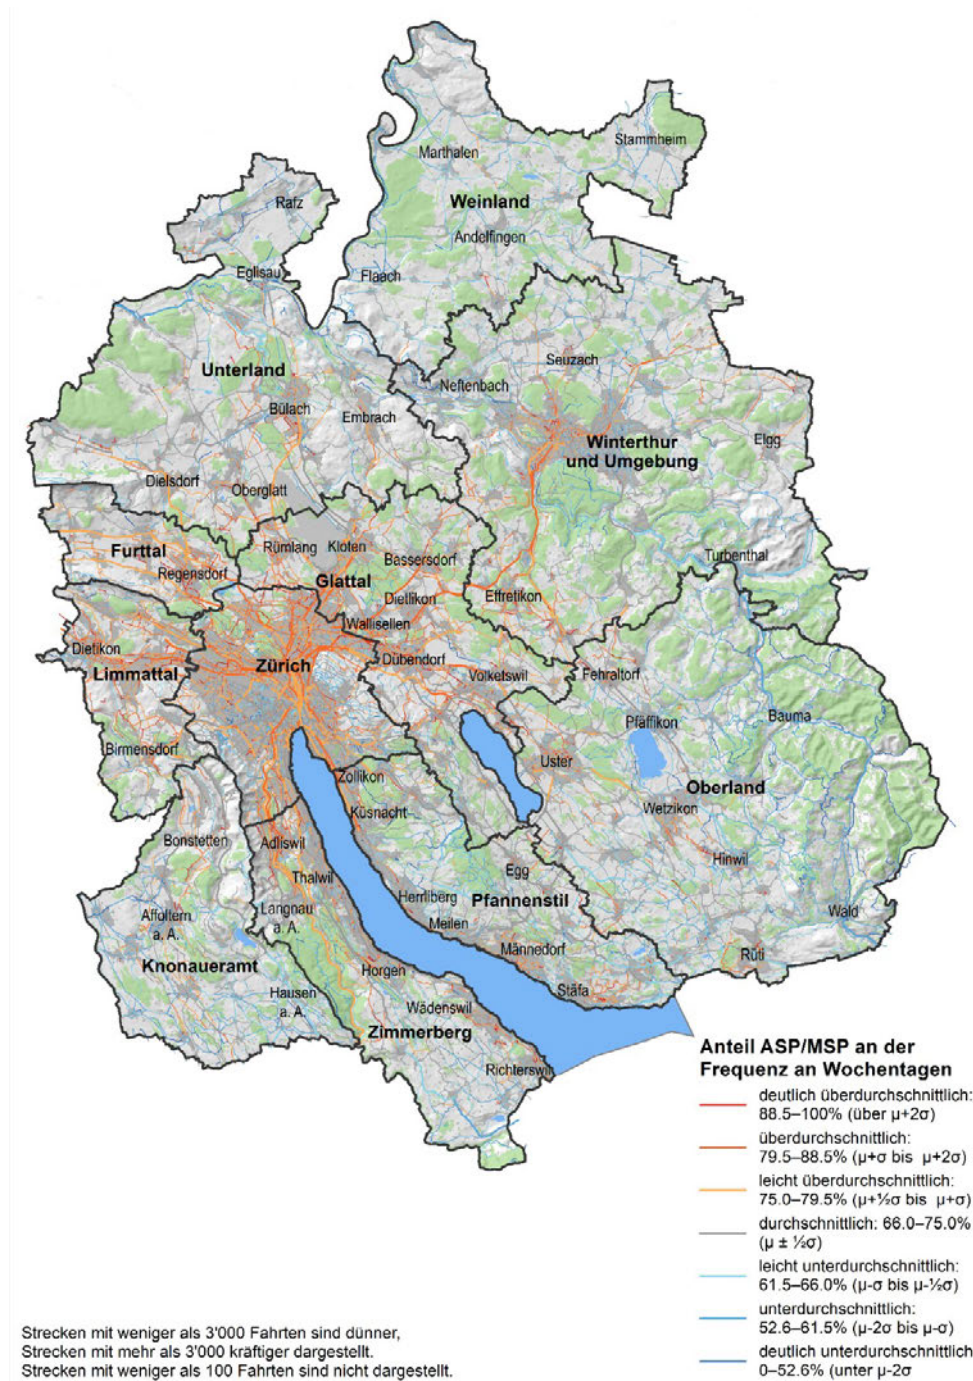 Stammheim
Marthalen
Weinland
Rafz
Andelfingen
Eglisau
Flaach
Unterland
Seuzach
Neftenbach
Bülach
Embrach
Winterthur
und Umgebung
Elgg
Dielsdorf
Oberglatt
Furttal
Rümlang
Kloten
Bassersdorf
Turbenthal
Regensdorf
Glattal
Dietlikon
Effretikon
Wallisellen
Dietikon
Limmattal
Zürich
Dübendorf
Volketswil
Fehraltorf
Pfäffikon
Bauma
Birmensdorf
Uster
Zollikon
Oberland
Küsnacht
Wetzikon
Bonstetten
Adliswil
Hinwil
Thalwil
Egg
Herrliberg
Pfannenstil
Langnau
a. A.
Affoltern
a. A.
Meilen
Wald
Männedorf
Rüti
Knonaueramt
Horgen
Hausen
a. A.
Stäfa
Wädenswil
Zimmerberg
Richterswil
Anteil ASP/MSP an der
Frequenz an Wochentagen
deutlich überdurchschnittlich:
88.5–100% (über μ+2σ)
überdurchschnittlich:
79.5–88.5% (μ+σ bis μ+2σ)
leicht überdurchschnittlich:
75.0–79.5% (μ+½σ bis μ+σ)
durchschnittlich: 66.0–75.0%
(μ ± ½σ)
leicht unterdurchschnittlich:
61.5–66.0% (μ-σ bis μ-½σ)
unterdurchschnittlich:
52.6–61.5% (μ-2σ bis μ-σ)
deutlich unterdurchschnittlich
0–52.6% (unter μ-2σ
Strecken mit weniger als 3'000 Fahrten sind dünner,
Strecken mit mehr als 3'000 kräftiger dargestellt.
Strecken mit weniger als 100 Fahrten sind nicht dargestellt.